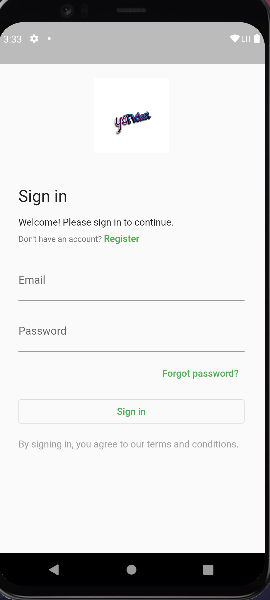 3:33
Sign in
Welcome! Please sign in to continue.
Don't have an account? Register
Email
Password
Forgot password?
Sign in
By signing in, you agree to our terms and conditions.